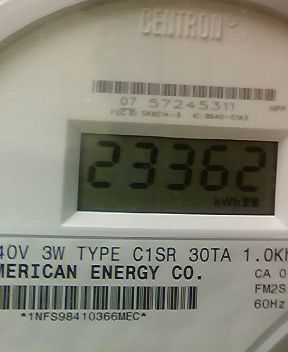 CENTRON
07 57245311
23362
kWh
40V 3W TYPE C1SR 30TA 1.0Kh
MERICAN ENERGY CO.
CA 0
FM2S
60Hz
*1NFS98410366MEC*